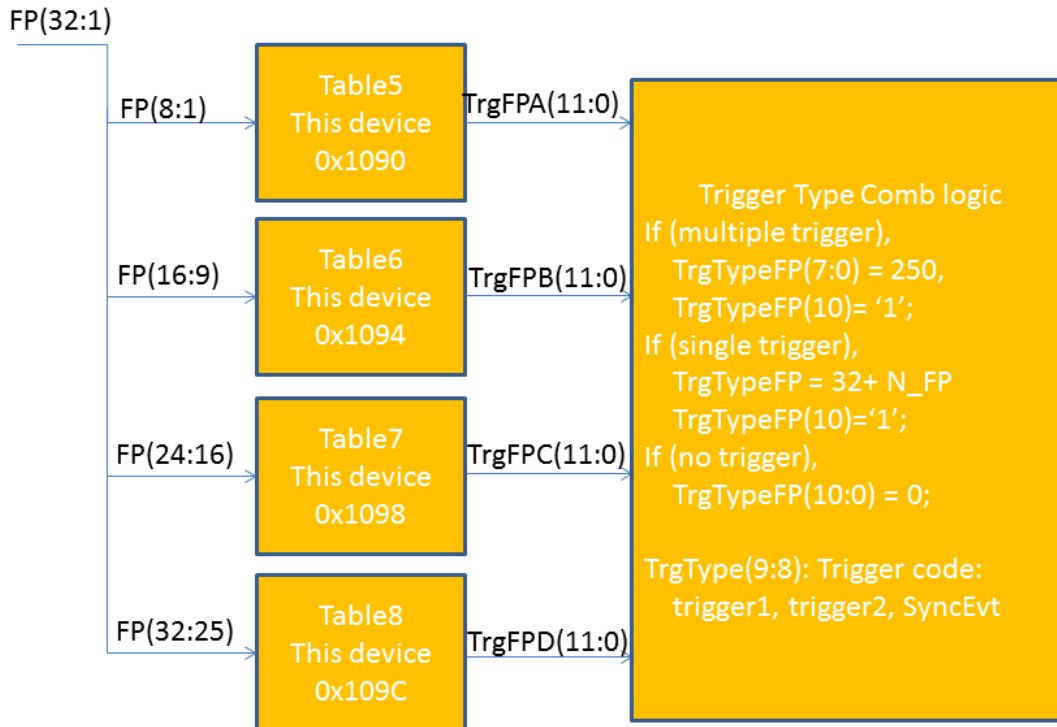 FP(32:1)
FP(8:1)
Table5
This device
0x1090
TrgFPA(11:0)
FP(16:9)
Table6
This device
0x1094
TrgFPB(11:0)
FP(24:16)
Table7
This device
0x1098
TrgFPC(11:0)
FP(32:25)
Table8
This device
0x109C
TrgFPD(11:0)
Trigger Type Comb logic
If (multiple trigger),
TrgTypeFP(7:0) = 250,
TrgTypeFP(10)= ‘1’;
If (single trigger),
TrgTypeFP = 32+ N_FP
TrgTypeFP(10)=‘1’;
If (no trigger),
TrgTypeFP(10:0) = 0;
TrgType(9:8): Trigger code:
trigger1, trigger2, SyncEvt